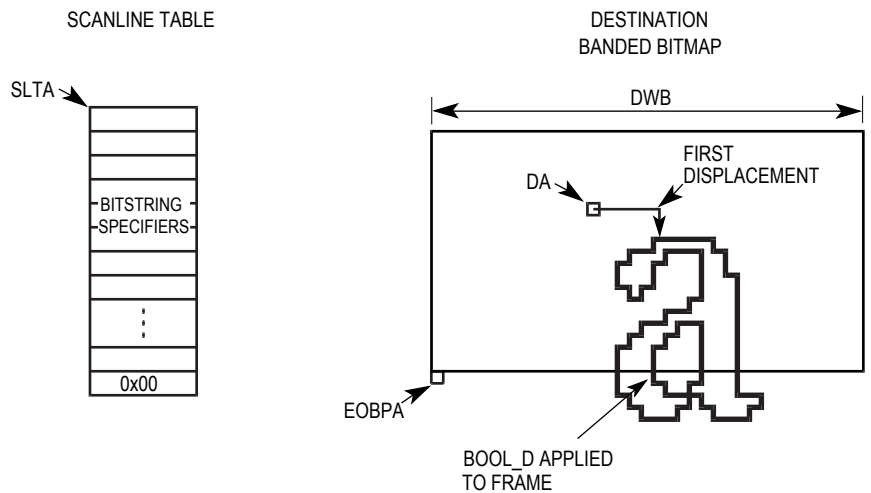 SCANLINE TABLE
SLTA
BITSTRING
SPECIFIERS
0x00
DESTINATION
BANDED BITMAP
DWB
FIRST
DISPLACEMENT
DA
EOBPA
BOOL_D APPLIED
TO FRAME